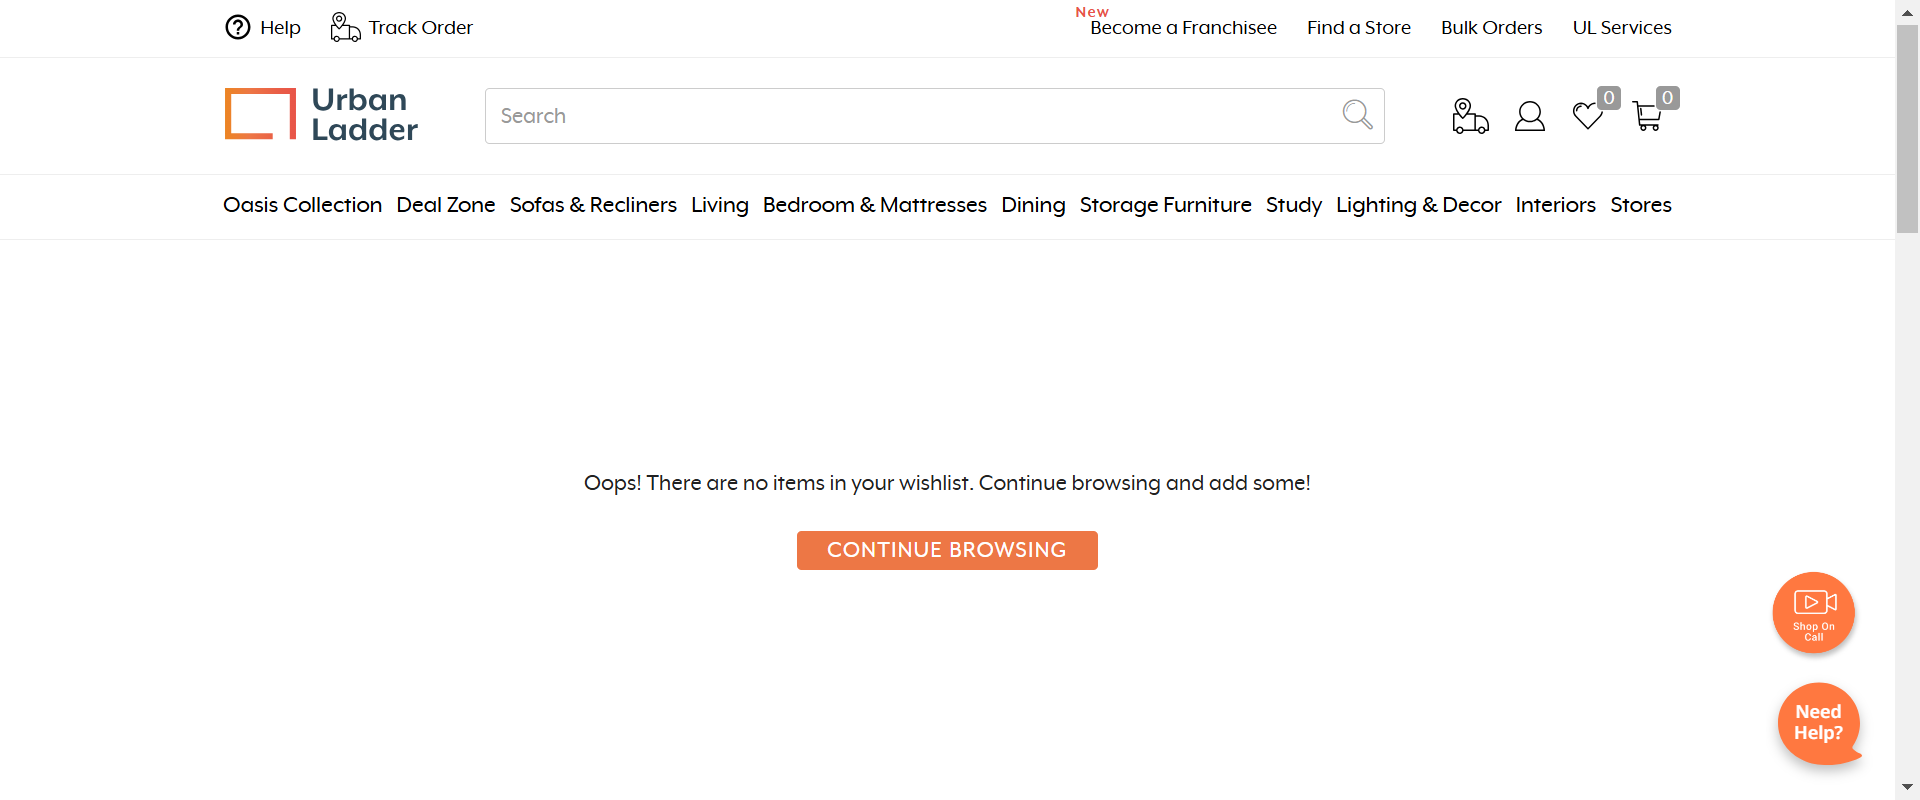 Help Track Order New Become a Franchisee Find a Store Bulk Orders UL Services
Urban
Ladder
Search
0 0
Oasis Collection Deal Zone Sofas & Recliners Living Bedroom & Mattresses Dining Storage Furniture Study Lighting & Decor Interiors Stores
Oops! There are no items in your wishlist. Continue browsing and add some!
CONTINUE BROWSING
Shop On
Call
Need
Help?